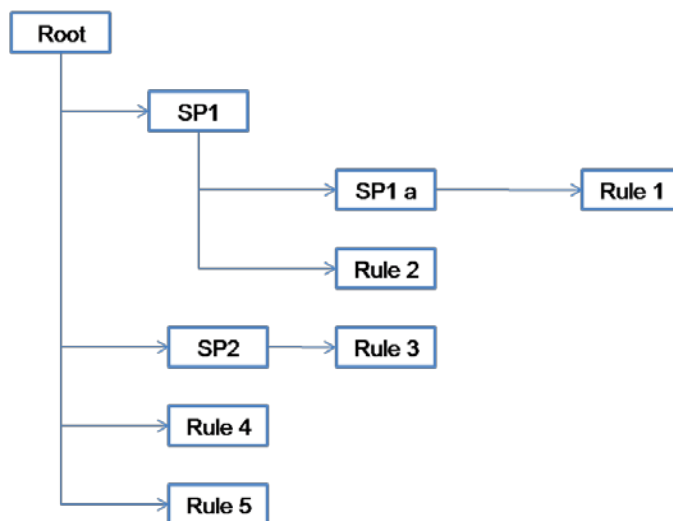 Root
SP1
SP1 a
Rule 1
Rule 2
SP2
Rule 3
Rule 4
Rule 5